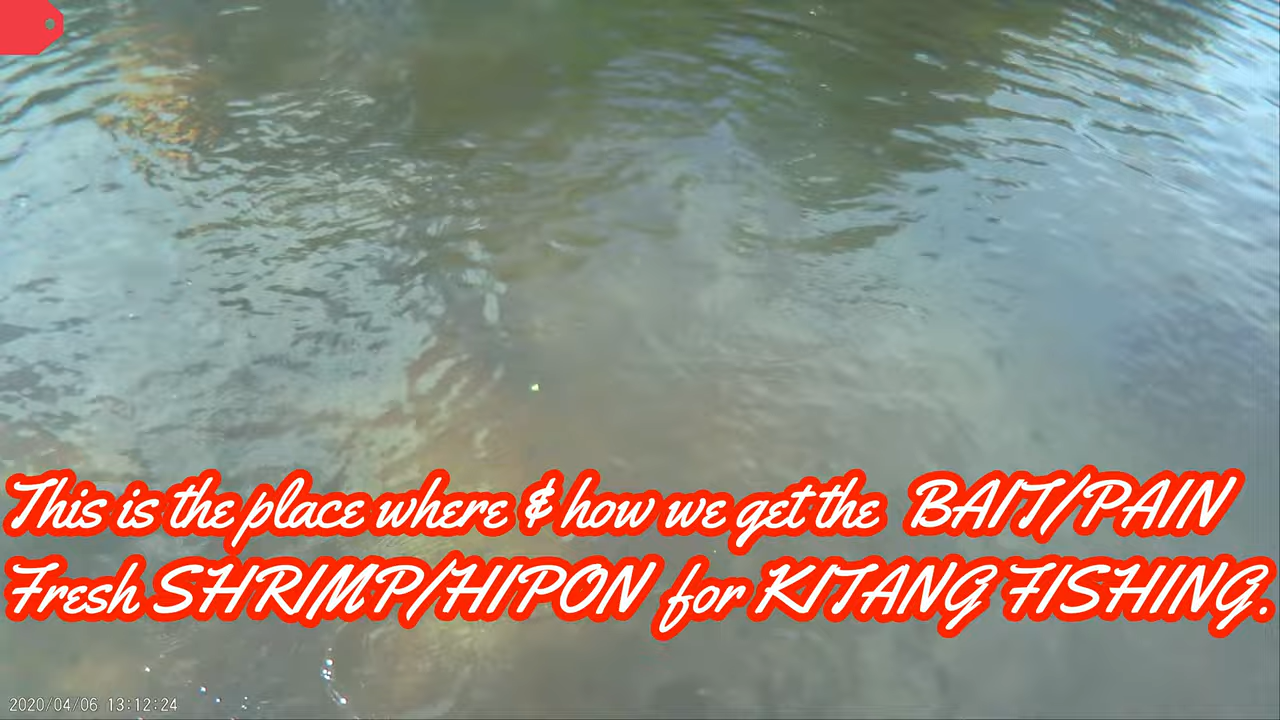 This is the place where & how we get the BAIT/PAIN
Fresh SHRIMP/HIPON for KITANG FISHING.
2020/04/06 13:12:24